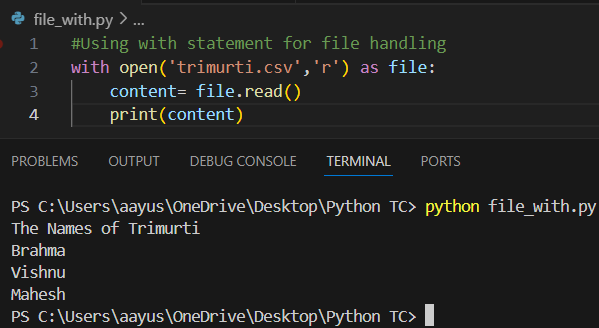 file_with.py > ...
1 #Using with statement for file handling
2 with open('trimurti.csv','r') as file:
3 content= file.read()
4 print(content)
PROBLEMS OUTPUT DEBUG CONSOLE TERMINAL PORTS
PS C:\Users\aayus\OneDrive\Desktop\Python TC> python file_with.py
The Names of Trimurti
Brahma
Vishnu
Mahesh
PS C:\Users\aayus\OneDrive\Desktop\Python TC>